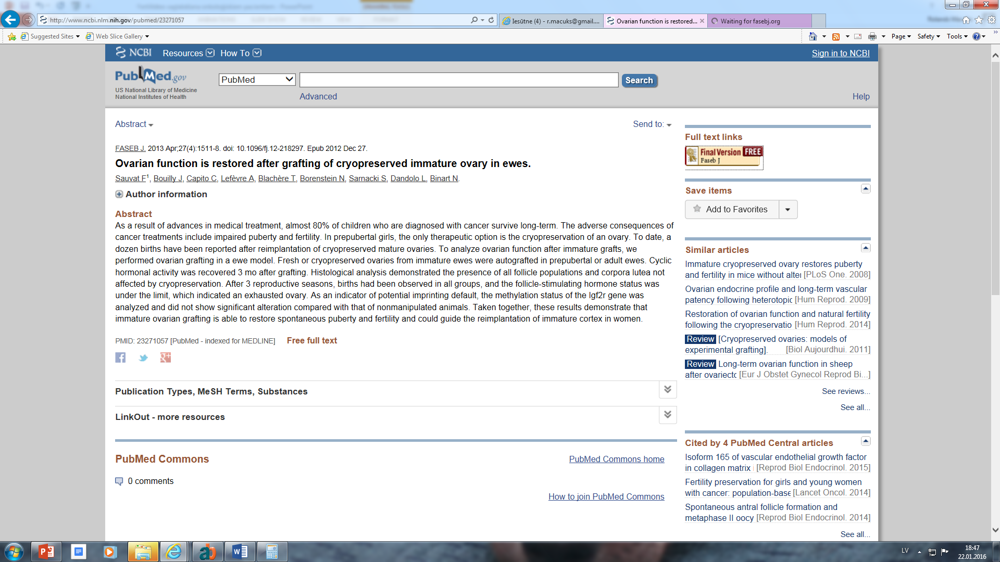 http://www.ncbi.nlm.nih.gov/pubmed/23271057
Iesūtne (4) - r.macuks@gmail....
Ovarian function is restored...
Waiting for fasebj.org
Suggested Sites
Web Slice Gallery
Page
Safety
Tools
NCBI
Resources
How To
Sign in to NCBI
PubMed.gov
US National Library of Medicine
National Institutes of Health
PubMed
Search
Advanced
Help
Abstract
Send to:
FASEB J. 2013 Apr;27(4):1511-8. doi: 10.1096/fj.12-218297. Epub 2012 Dec 27.
Ovarian function is restored after grafting of cryopreserved immature ovary in ewes.
Sauvat F1, Bouilly J, Capito C, Lefèvre A, Blachère T, Borenstein N, Sarnacki S, Dandolo L, Binart N.
Author information
Abstract
As a result of advances in medical treatment, almost 80% of children who are diagnosed with cancer survive long-term. The adverse consequences of
cancer treatments include impaired puberty and fertility. In prepubertal girls, the only therapeutic option is the cryopreservation of an ovary. To date, a
dozen births have been reported after reimplantation of cryopreserved mature ovaries. To analyze ovarian function after immature grafts, we
performed ovarian grafting in a ewe model. Fresh or cryopreserved ovaries from immature ewes were autografted in prepubertal or adult ewes. Cyclic
hormonal activity was recovered 3 mo after grafting. Histological analysis demonstrated the presence of all follicle populations and corpora lutea not
affected by cryopreservation. After 3 reproductive seasons, births had been observed in all groups, and the follicle-stimulating hormone status was
under the limit, which indicated an exhausted ovary. As an indicator of potential imprinting default, the methylation status of the Igf2r gene was
analyzed and did not show significant alteration compared with that of nonmanipulated animals. Taken together, these results demonstrate that
immature ovarian grafting is able to restore spontaneous puberty and fertility and could guide the reimplantation of immature cortex in women.
PMID: 23271057 [PubMed - indexed for MEDLINE]
Free full text
Publication Types, MeSH Terms, Substances
LinkOut - more resources
PubMed Commons
PubMed Commons home
0 comments
How to join PubMed Commons
Full text links
Final Version FREE
Faseb J
Save items
Add to Favorites
Similar articles
Immature cryopreserved ovary restores puberty
and fertility in mice without alter [PLoS One. 2008]
Ovarian endocrine profile and long-term vascular
patency following heterotopic [Hum Reprod. 2009]
Restoration of ovarian function and natural fertility
following the cryopreservatio [Hum Reprod. 2014]
Review [Cryopreserved ovaries: models of
experimental grafting]. [Biol Aujourdhui. 2011]
Review Long-term ovarian function in sheep
after ovariecto [Eur J Obstet Gynecol Reprod Bi...]
See reviews...
See all...
Cited by 4 PubMed Central articles
Isoform 165 of vascular endothelial growth factor
in collagen matrix [Reprod Biol Endocrinol. 2015]
Fertility preservation for girls and young women
with cancer: population-base [Lancet Oncol. 2014]
Spontaneous antral follicle formation and
metaphase II oocy [Reprod Biol Endocrinol. 2014]
See all...
LV
18:47
22.01.2016